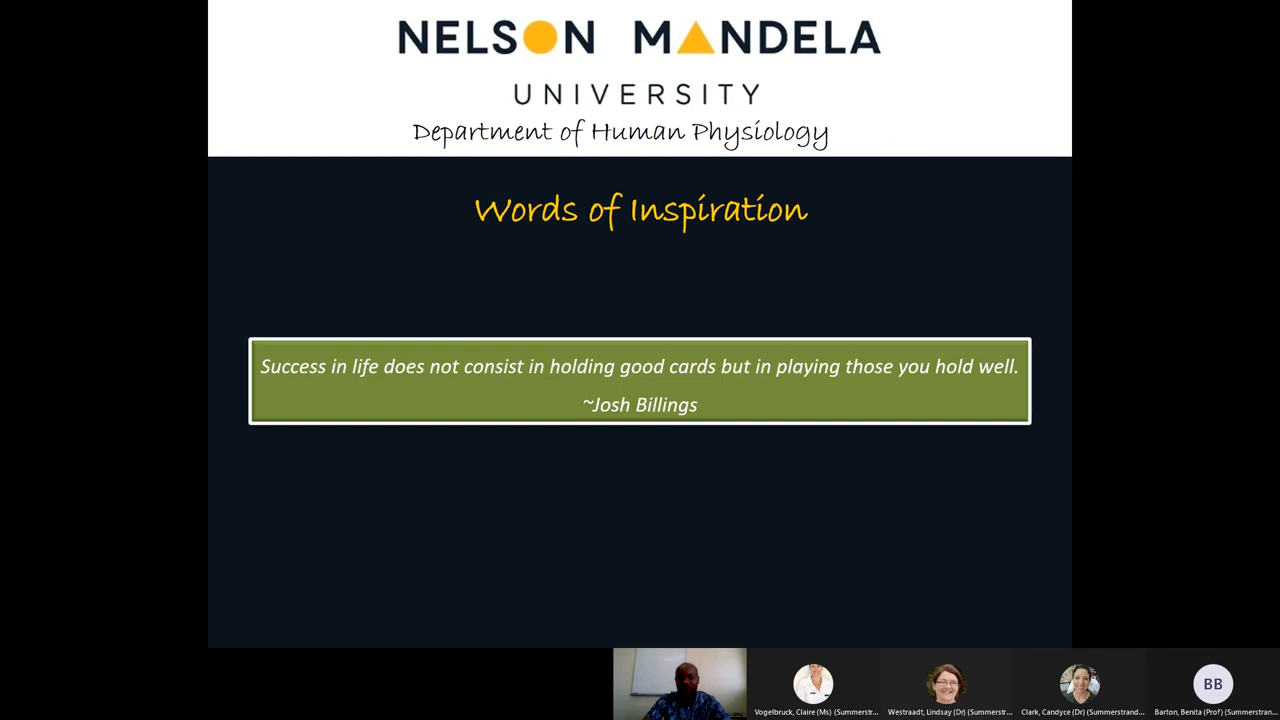 NELSON MANDELA
UNIVERSITY
Department of Human Physiology
Words of Inspiration
Success in life does not consist in holding good cards but in playing those you hold well.
~Josh Billings
BB
Vogelbruck, Claire (Ms) (Summerstr...
Westraadt, Lindsay (Dr) (Summerstr...
Clark, Candyce (Dr) (Summerstrand...
Barton, Benita (Prof) (Summerstran...